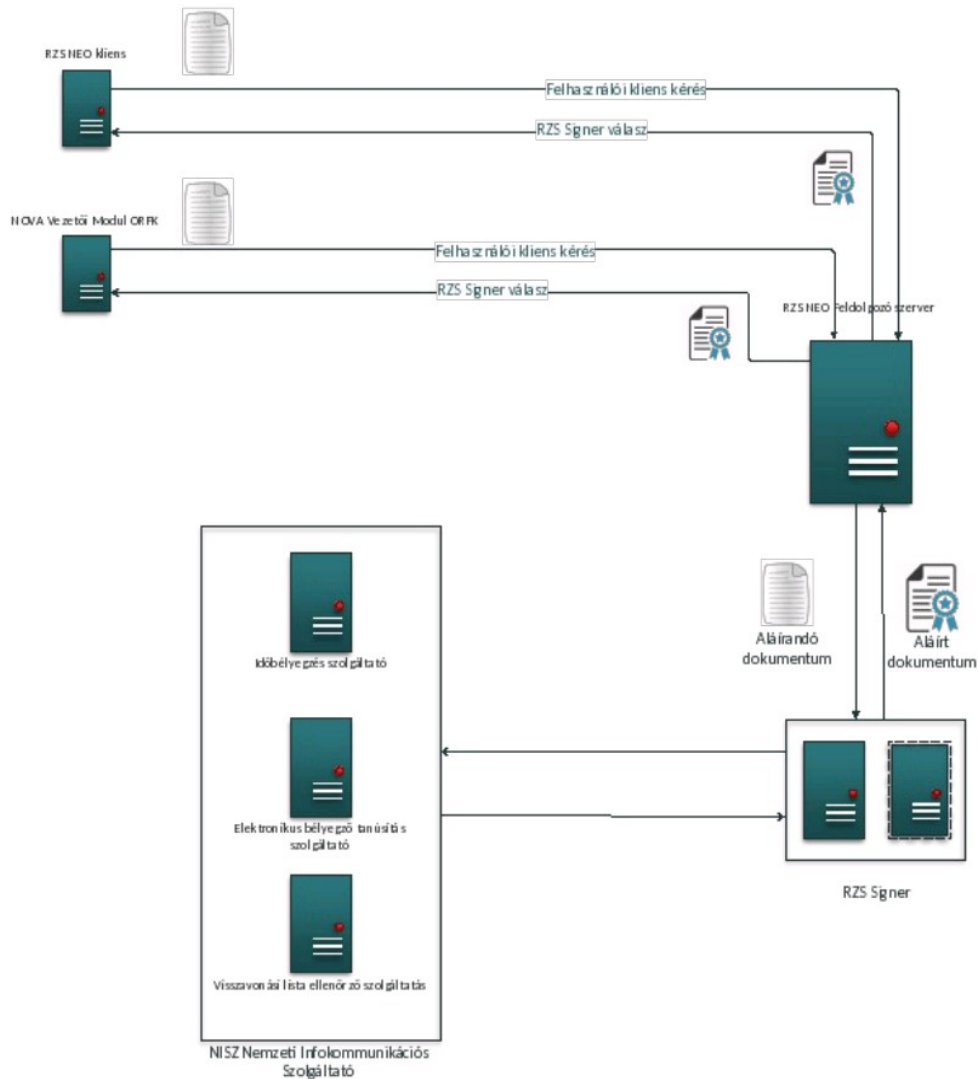 RZS NEO kliens
Felhasználói kliens kérés
RZS Signer válasz
NOVA Vezetői Modul ORFK
Felhasználói kliens kérés
RZS Signer válasz
RZS NEO Feldolgozó szerver
Aláírandó
dokumentum
Aláírt
dokumentum
Időbélyegzés szolgáltató
Elektronikus bélyegző tanúsítás
szolgáltató
Visszavonási lista ellenőrző szolgáltatás
RZS Signer
NISZ Nemzeti Infokommunikációs
Szolgáltató